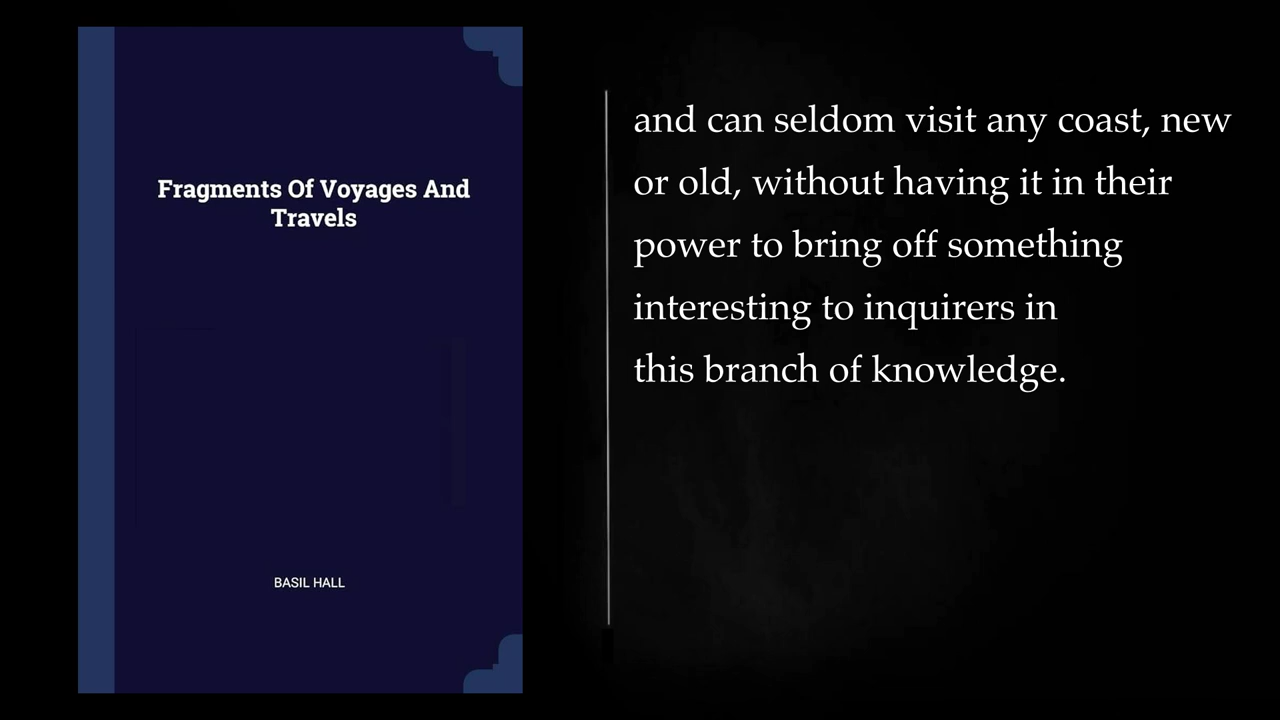 Fragments Of Voyages And
Travels
BASIL HALL
and can seldom visit any coast, new
or old, without having it in their
power to bring off something
interesting to inquirers in
this branch of knowledge.